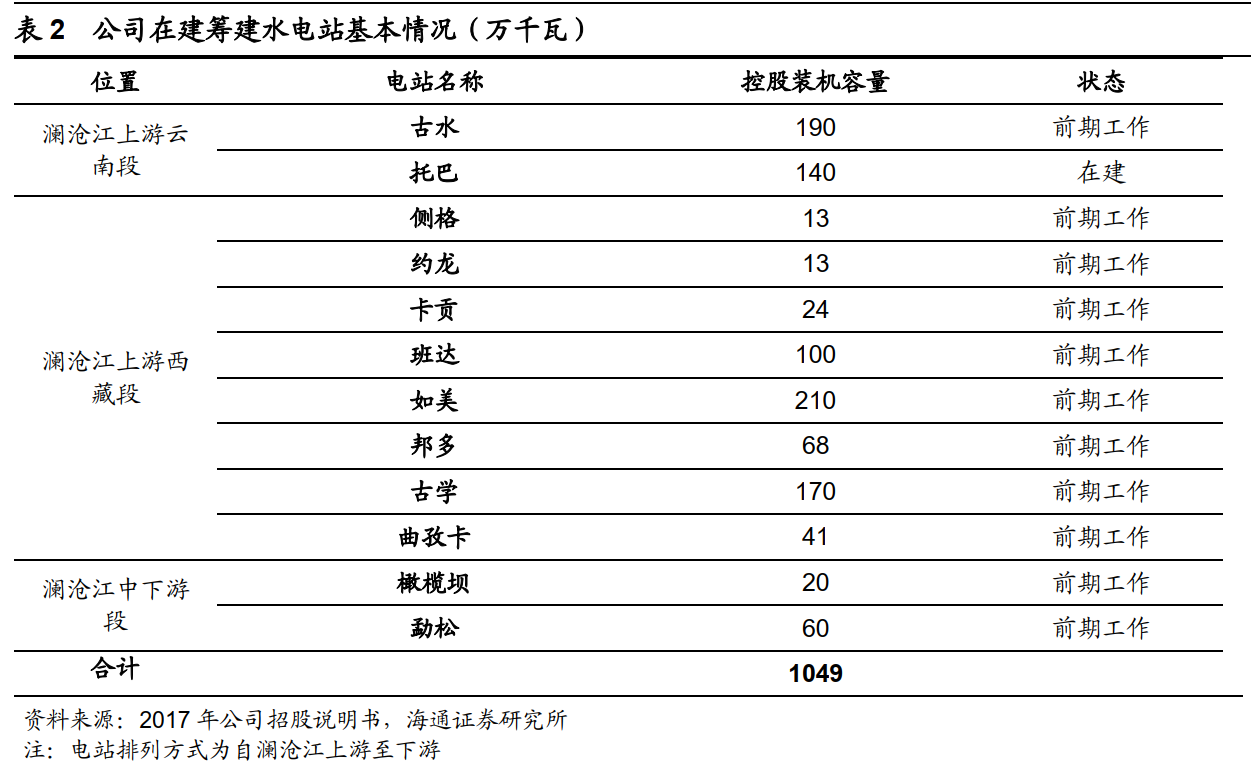 表 2 公司在建筹建水电站基本情况（万千瓦）
位置 电站名称 控股装机容量 状态
澜沧江上游云
南段
古水 190 前期工作
托巴 140 在建
澜沧江上游西
藏段
侧格 13 前期工作
约龙 13 前期工作
卡贡 24 前期工作
班达 100 前期工作
如美 210 前期工作
邦多 68 前期工作
古学 170 前期工作
曲孜卡 41 前期工作
澜沧江中下游
段
橄榄坝 20 前期工作
勐松 60 前期工作
合计 1049
资料来源：2017 年公司招股说明书，海通证券研究所
注：电站排列方式为自澜沧江上游至下游